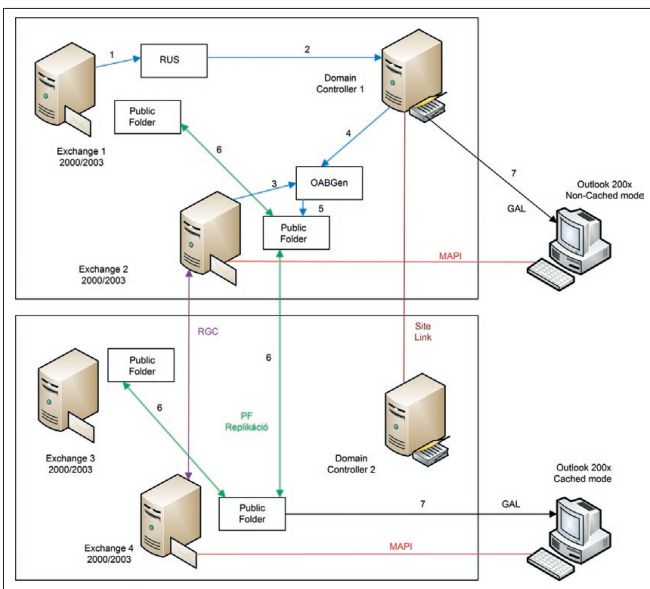 1
RUS
2
Domain
Controller 1
Public
Folder
Exchange 1
2000/2003
6
4
7
3
OABGen
GAL
Outlook 200x
Non-Cached mode
5
Public
Folder
Exchange 2
2000/2003
MAPI
RGC
Site
Link
Public
Folder
6
6
PF
Replikáció
Exchange 3
2000/2003
Domain
Controller 2
Outlook 200x
Cached mode
Public
Folder
7
GAL
Exchange 4
2000/2003
MAPI